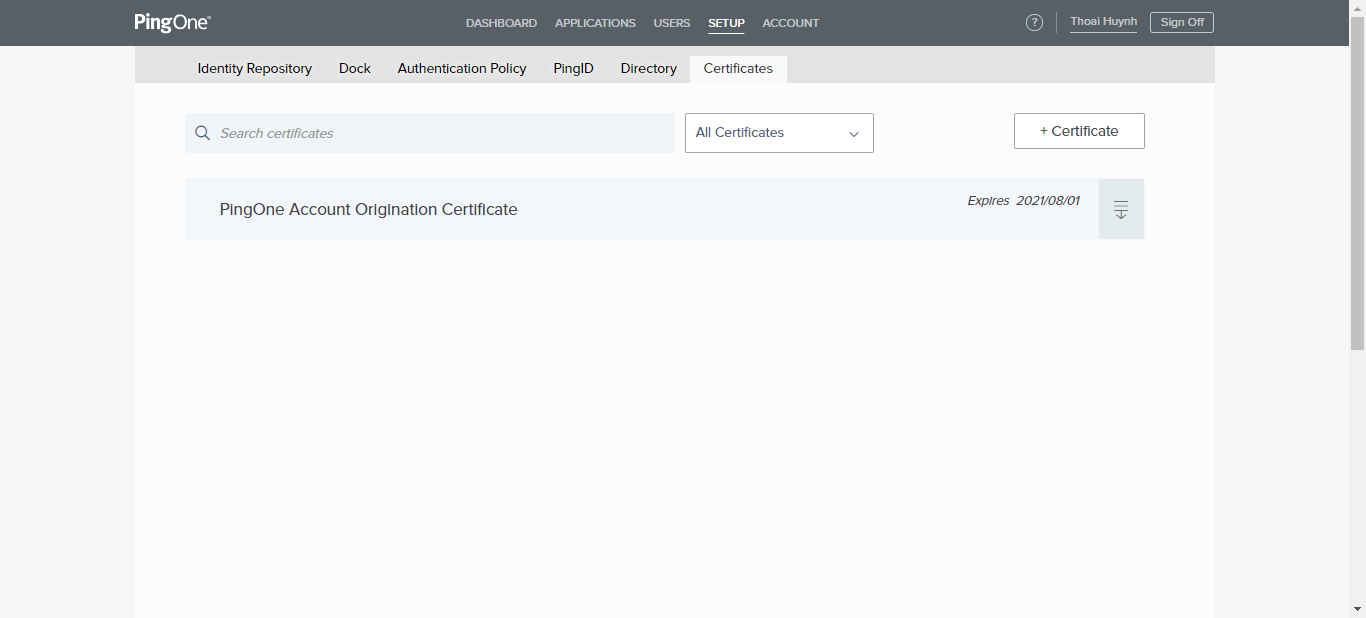 PingOne® DASHBOARD APPLICATIONS USERS SETUP ACCOUNT ? Thoai Huynh Sign Off
Identity Repository Dock Authentication Policy PingID Directory Certificates
Search certificates All Certificates + Certificate
PingOne Account Origination Certificate Expires 2021/08/01